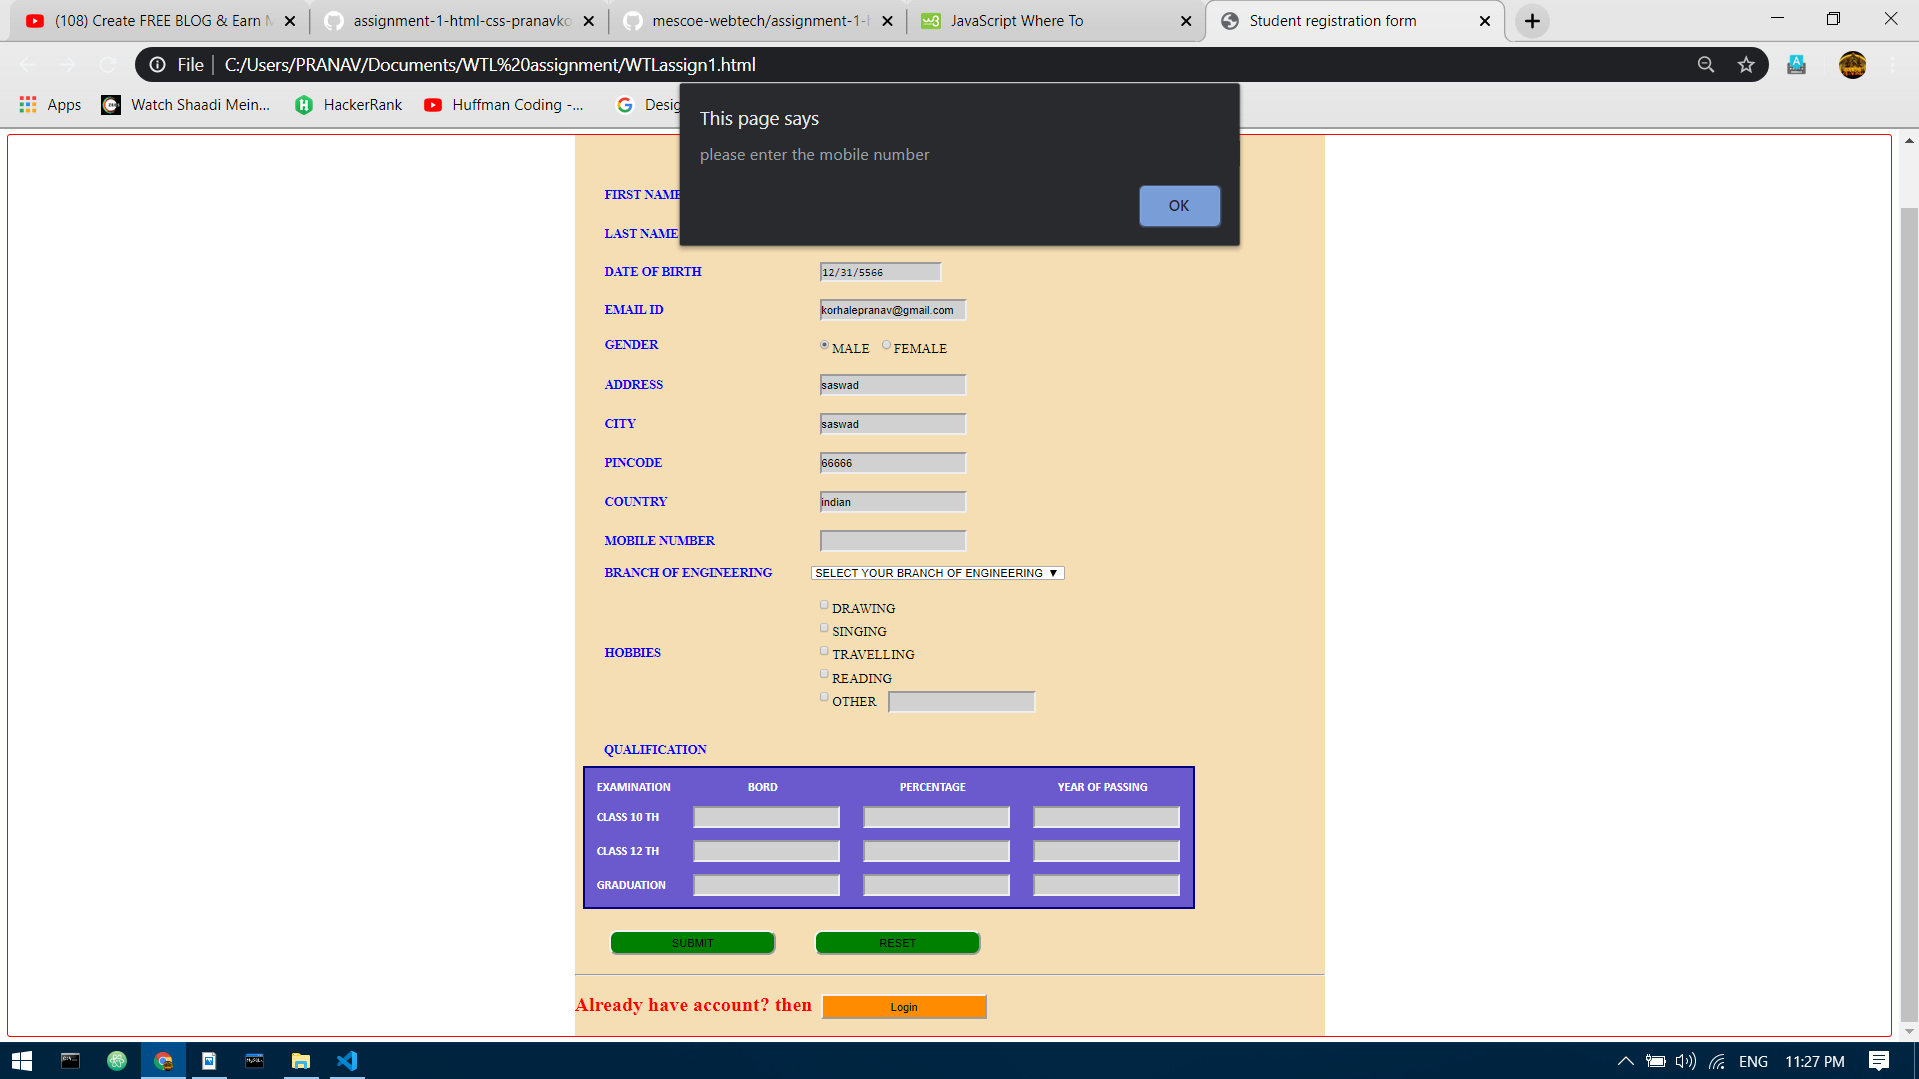 (108) Create FREE BLOG & Earn
assignment-1-html-css-pranavko
mescoe-webtech/assignment-1-h
JavaScript Where To
Student registration form
File
C:/Users/PRANAV/Documents/WTL%20assignment/WTLassign1.html
Apps
Watch Shaadi Mein...
HackerRank
Huffman Coding -...
Desig
This page says
please enter the mobile number
OK
FIRST NAME
LAST NAME
DATE OF BIRTH 12/31/5566
EMAIL ID korhalepranav@gmail.com
GENDER MALE FEMALE
ADDRESS saswad
CITY saswad
PINCODE 66666
COUNTRY indian
MOBILE NUMBER
BRANCH OF ENGINEERING SELECT YOUR BRANCH OF ENGINEERING
DRAWING
SINGING
HOBBIES TRAVELLING
READING
OTHER
QUALIFICATION
EXAMINATION BORD PERCENTAGE YEAR OF PASSING
CLASS 10 TH
CLASS 12 TH
GRADUATION
SUBMIT RESET
Already have account? then Login
ENG 11:27 PM